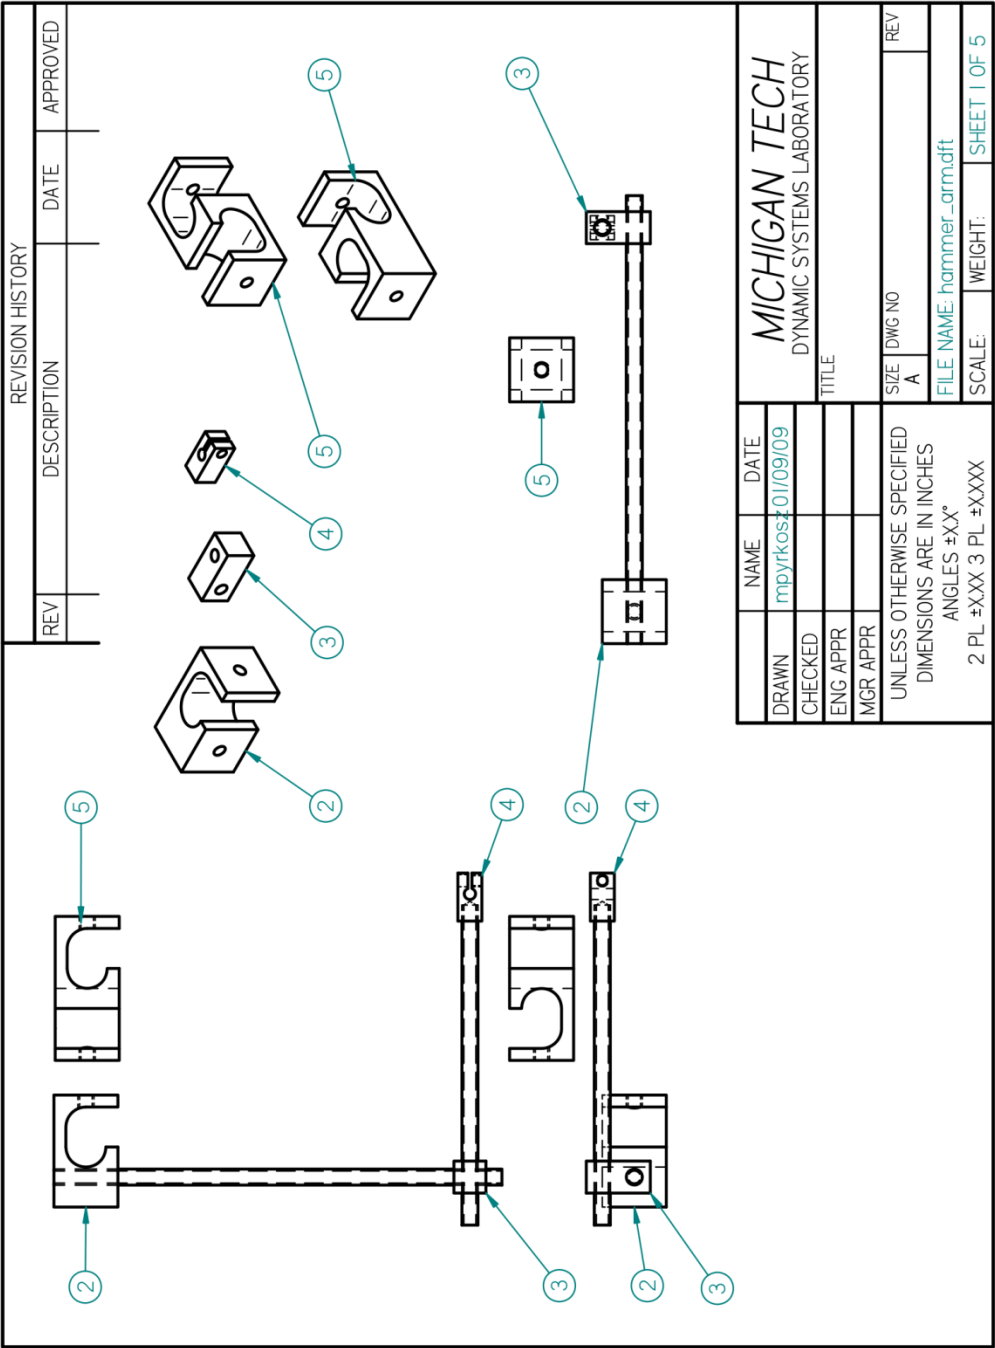 REVISION HISTORY
REV DESCRIPTION DATE APPROVED
5
5
3
5
4
5
3
2
2
5
4
4
2
3
2
3
NAME DATE
DRAWN mpyrkosz 01/09/09
CHECKED
ENG APPR
MGR APPR
UNLESS OTHERWISE SPECIFIED
DIMENSIONS ARE IN INCHES
ANGLES ±X.X°
2 PL ±X.XX 3 PL ±X.XXX
MICHIGAN TECH
DYNAMIC SYSTEMS LABORATORY
TITLE
SIZE DWG NO REV
A
FILE NAME: hammer_arm.dft
SCALE: WEIGHT: SHEET 1 OF 5